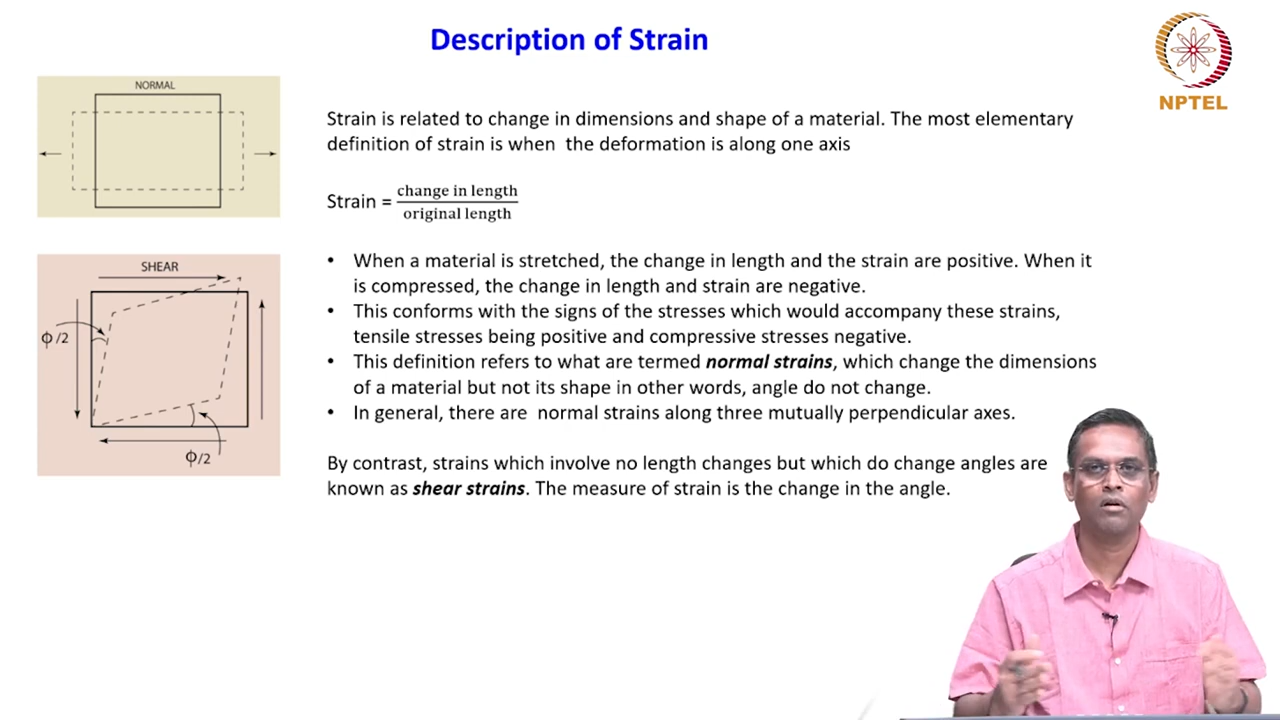 Description of Strain
NPTEL
NORMAL
Strain is related to change in dimensions and shape of a material. The most elementary
definition of strain is when the deformation is along one axis
Strain = change in length / original length
SHEAR
ϕ/2
ϕ/2
• When a material is stretched, the change in length and the strain are positive. When it
is compressed, the change in length and strain are negative.
• This conforms with the signs of the stresses which would accompany these strains,
tensile stresses being positive and compressive stresses negative.
• This definition refers to what are termed normal strains, which change the dimensions
of a material but not its shape in other words, angle do not change.
• In general, there are normal strains along three mutually perpendicular axes.
By contrast, strains which involve no length changes but which do change angles are
known as shear strains. The measure of strain is the change in the angle.